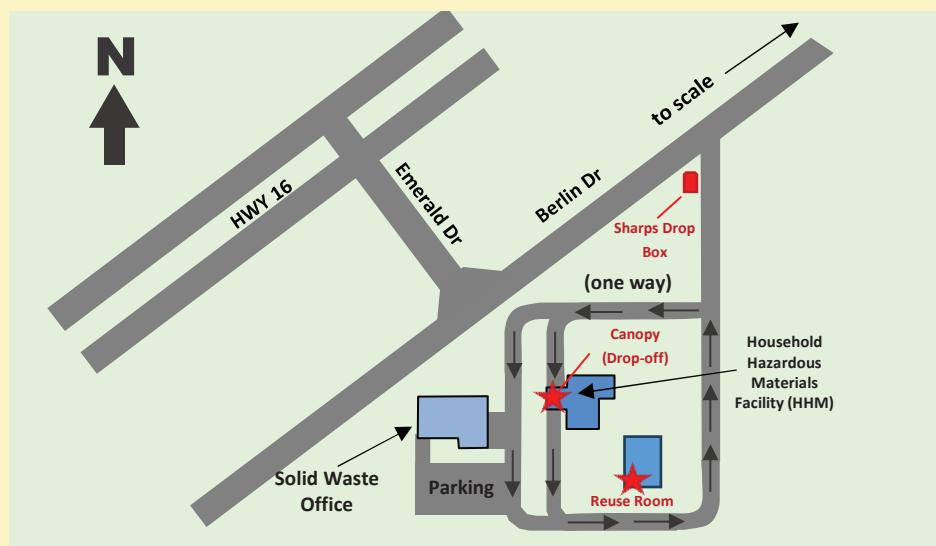 N
to scale
HWY 16
Emerald Dr
Berlin Dr
Sharps Drop
Box
(one way)
Canopy
(Drop-off)
Household
Hazardous
Materials
Facility (HHM)
Solid Waste
Office
Parking
Reuse Room